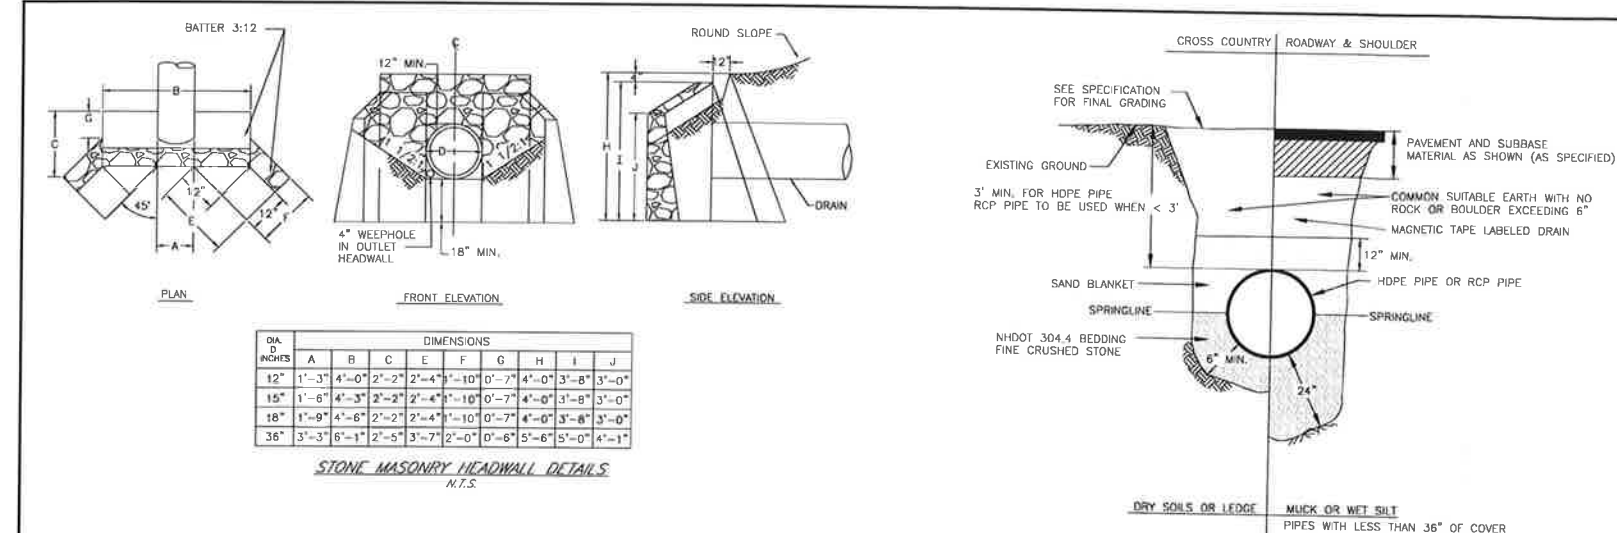 BATTER 3:12
B
G
C
45°
12"
E
12"
F
A
PLAN
℄
12" MIN.
D
1 1/2:1
1 1/2:1
4" WEEPHOLE
IN OUTLET
HEADWALL
18" MIN.
FRONT ELEVATION
ROUND SLOPE
12"
4"
H
I
J
DRAIN
SIDE ELEVATION
DIA. D INCHES DIMENSIONS
A B C E F G H I J
12" 1'-3" 4'-0" 2'-2" 2'-4" 1'-10" 0'-7" 4'-0" 3'-8" 3'-0"
15" 1'-6" 4'-3" 2'-2" 2'-4" 1'-10" 0'-7" 4'-0" 3'-8" 3'-0"
18" 1'-9" 4'-6" 2'-2" 2'-4" 1'-10" 0'-7" 4'-0" 3'-8" 3'-0"
36" 3'-3" 6'-1" 2'-5" 3'-7" 2'-0" 0'-6" 5'-6" 5'-0" 4'-1"
STONE MASONRY HEADWALL DETAILS
N.T.S.
CROSS COUNTRY ROADWAY & SHOULDER
SEE SPECIFICATION
FOR FINAL GRADING
EXISTING GROUND
PAVEMENT AND SUBBASE
MATERIAL AS SHOWN (AS SPECIFIED)
3' MIN. FOR HDPE PIPE
RCP PIPE TO BE USED WHEN < 3'
COMMON SUITABLE EARTH WITH NO
ROCK OR BOULDER EXCEEDING 6"
MAGNETIC TAPE LABELED DRAIN
12" MIN.
SAND BLANKET
HDPE PIPE OR RCP PIPE
SPRINGLINE
SPRINGLINE
NHDOT 304.4 BEDDING
FINE CRUSHED STONE
6" MIN.
24"
DRY SOILS OR LEDGE MUCK OR WET SILT
PIPES WITH LESS THAN 36" OF COVER